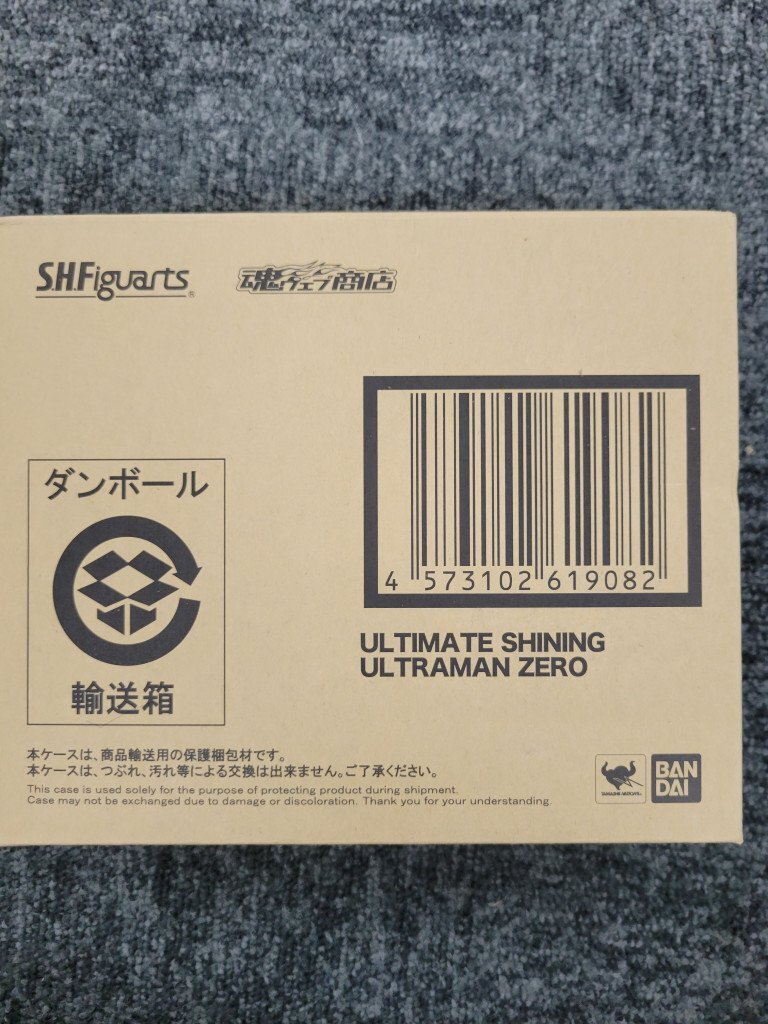 S.H.Figuarts®
魂ウェブ商店
4 573102 619082
ULTIMATE SHINING
ULTRAMAN ZERO
ダンボール
輸送箱
本ケースは、商品輸送用の保護梱包材です。
本ケースは、つぶれ、汚れ等による交換は出来ません。ご了承ください。
This case is used solely for the purpose of protecting product during shipment.
Case may not be exchanged due to damage or discoloration. Thank you for your understanding.
TAMASHII NATIONS
BAN
DAI